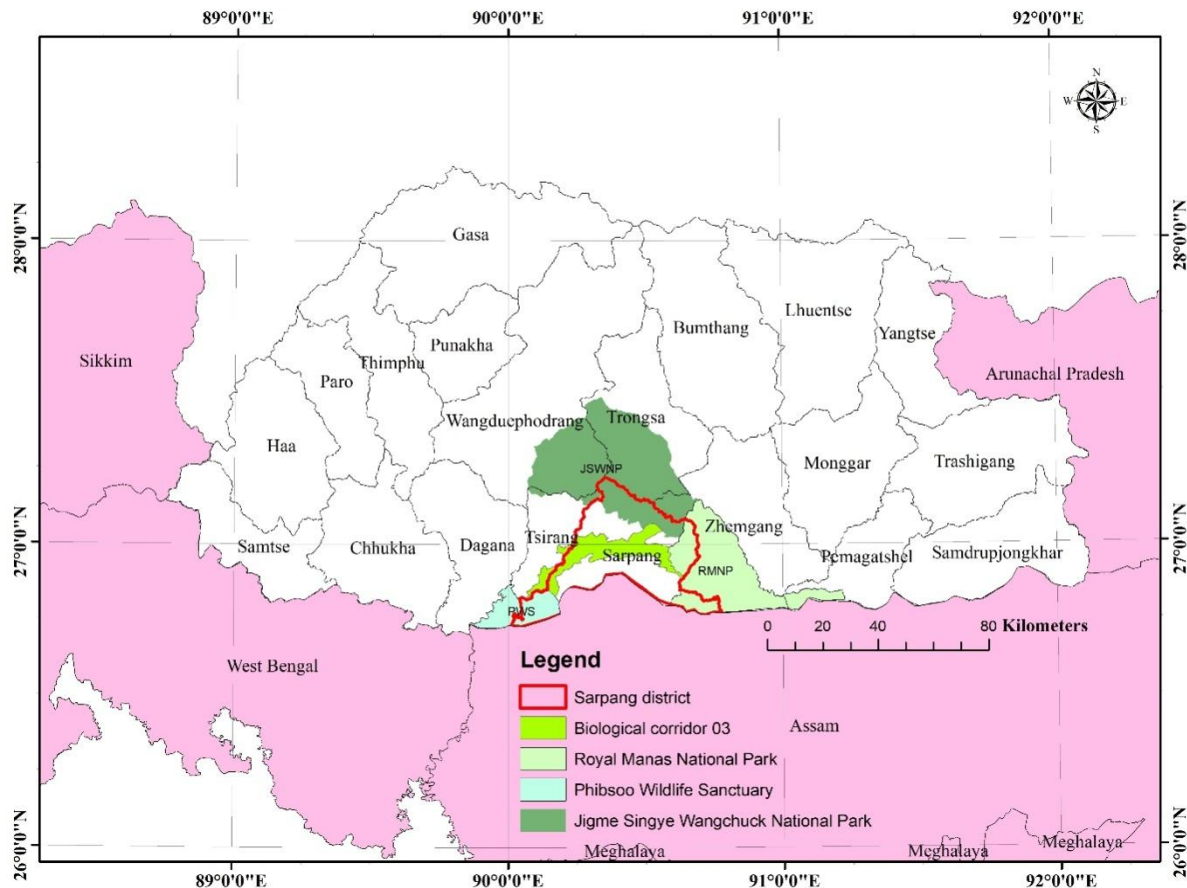 89°0'0"E 90°0'0"E 91°0'0"E 92°0'0"E
N
W E
S
28°0'0"N 28°0'0"N
Gasa
Lhuentse
Bumthang
Yangtse
Punakha
Sikkim
Thimphu
Arunachal Pradesh
Paro
Wangduephodrang
Trongsa
Haa
JSWNP
Monggar
Trashigang
Zhemgang
27°0'0"N 27°0'0"N
Samtse
Chhukha
Dagana
Tsirang
Sarpang
Pemagatshel
Samdrupjongkhar
RMNP
PWS
0 20 40 60 80 Kilometers
West Bengal
Legend
Sarpang district
Biological corridor 03
Assam
Royal Manas National Park
Phibsoo Wildlife Sanctuary
Jigme Singye Wangchuck National Park
Meghalaya
Meghalaya
Meghalaya
26°0'0"N 26°0'0"N
89°0'0"E 90°0'0"E 91°0'0"E 92°0'0"E